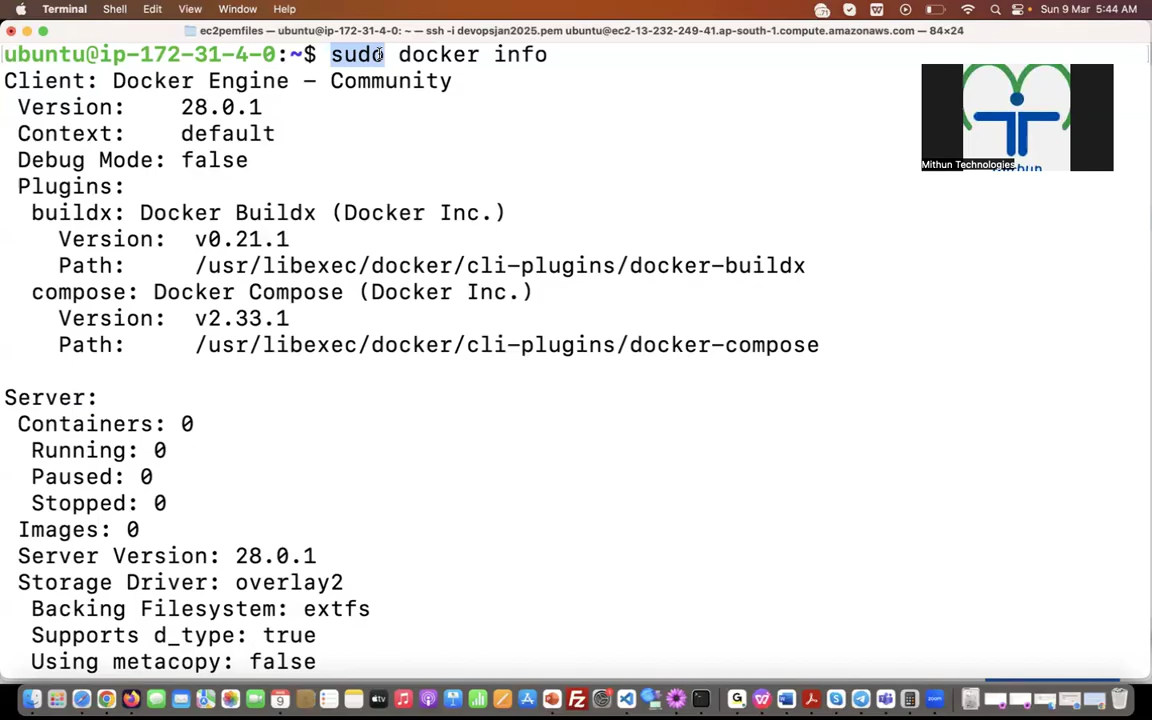 Terminal Shell Edit View Window Help Sun 9 Mar 5:44 AM
ec2pemfiles — ubuntu@ip-172-31-4-0: ~ — ssh -i devopsjan2025.pem ubuntu@ec2-13-232-249-41.ap-south-1.compute.amazonaws.com — 84×24
ubuntu@ip-172-31-4-0:~$ sudo docker info
Client: Docker Engine - Community
Version:    28.0.1
Context:    default
Debug Mode: false
Plugins:
buildx: Docker Buildx (Docker Inc.)
Version:  v0.21.1
Path:     /usr/libexec/docker/cli-plugins/docker-buildx
compose: Docker Compose (Docker Inc.)
Version:  v2.33.1
Path:     /usr/libexec/docker/cli-plugins/docker-compose
Server:
Containers: 0
Running: 0
Paused: 0
Stopped: 0
Images: 0
Server Version: 28.0.1
Storage Driver: overlay2
Backing Filesystem: extfs
Supports d_type: true
Using metacopy: false
Mithun Technologies